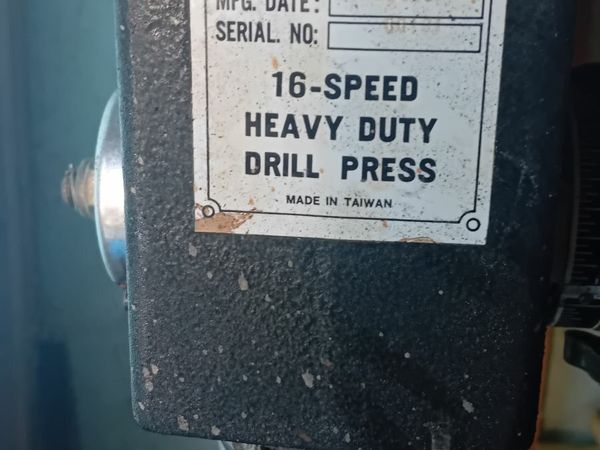 MFG. DATE:
SERIAL. NO:
16-SPEED
HEAVY DUTY
DRILL PRESS
MADE IN TAIWAN